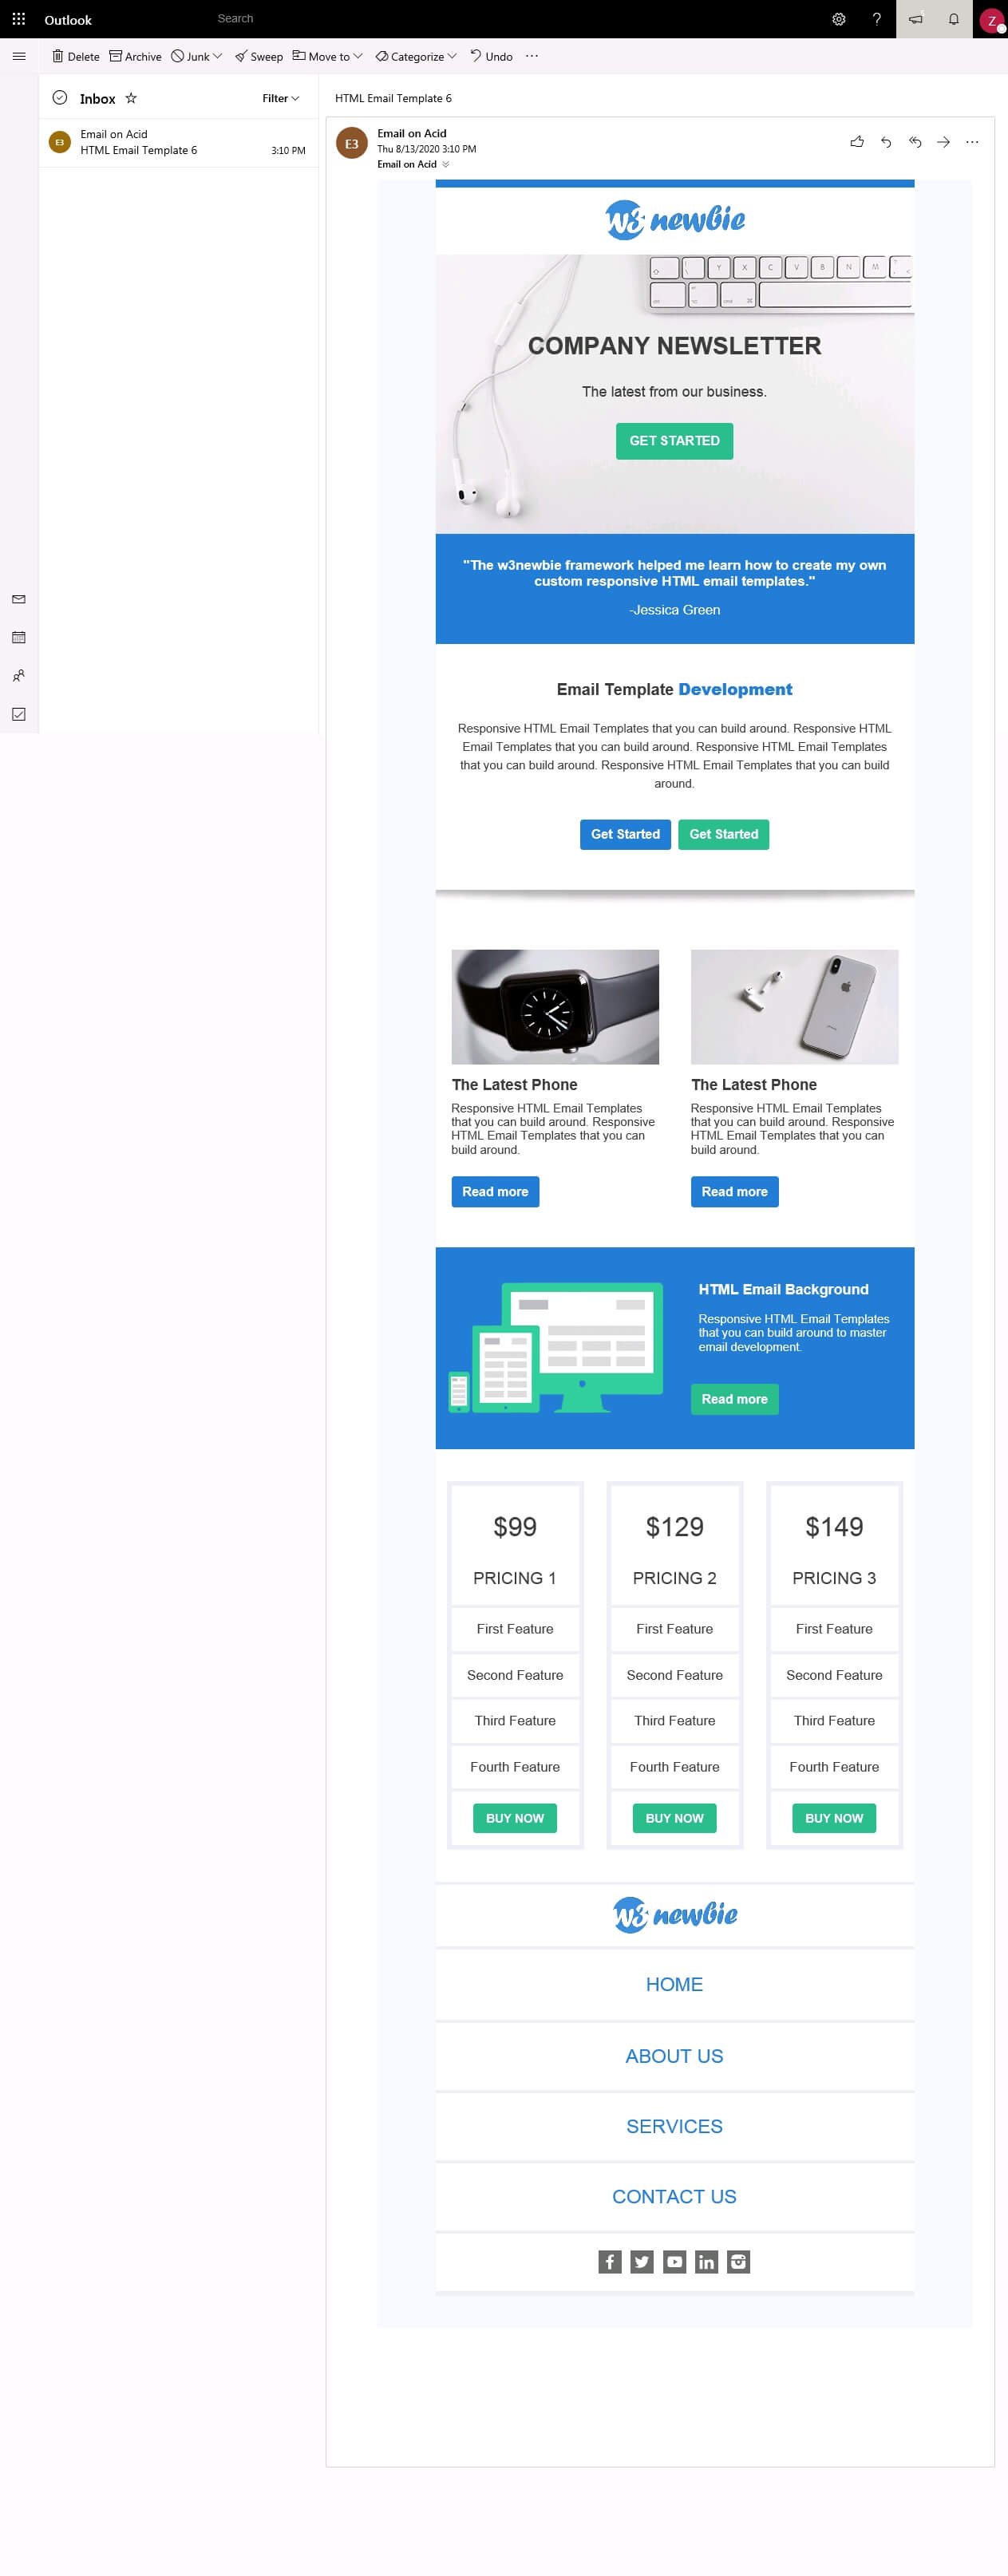 Outlook
Search
Delete Archive Junk Sweep Move to Categorize Undo
Inbox Filter
E3
Email on Acid
HTML Email Template 6 3:10 PM
HTML Email Template 6
E3
Email on Acid
Thu 8/13/2020 3:10 PM
Email on Acid
Z
w3 newbie
Y X C V B N M
cmd
COMPANY NEWSLETTER
The latest from our business.
GET STARTED
"The w3newbie framework helped me learn how to create my own
custom responsive HTML email templates."
-Jessica Green
Email Template Development
Responsive HTML Email Templates that you can build around. Responsive HTML
Email Templates that you can build around. Responsive HTML Email Templates
that you can build around. Responsive HTML Email Templates that you can build
around.
Get Started Get Started
The Latest Phone
Responsive HTML Email Templates
that you can build around. Responsive
HTML Email Templates that you can
build around.
Read more
The Latest Phone
Responsive HTML Email Templates
that you can build around. Responsive
HTML Email Templates that you can
build around.
Read more
HTML Email Background
Responsive HTML Email Templates
that you can build around to master
email development.
Read more
$99
PRICING 1
First Feature
Second Feature
Third Feature
Fourth Feature
BUY NOW
$129
PRICING 2
First Feature
Second Feature
Third Feature
Fourth Feature
BUY NOW
$149
PRICING 3
First Feature
Second Feature
Third Feature
Fourth Feature
BUY NOW
w3 newbie
HOME
ABOUT US
SERVICES
CONTACT US